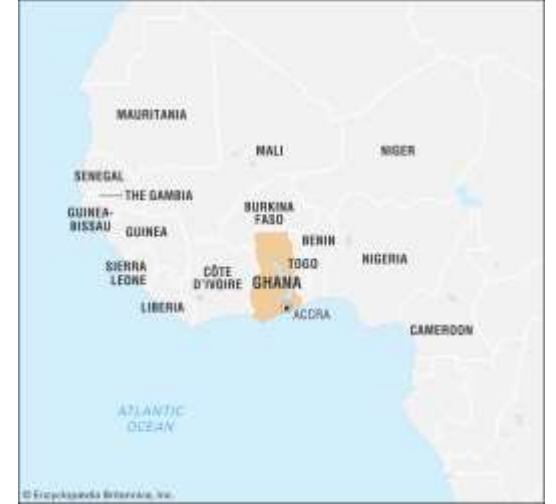 MAURITANIA
MALI
NIGER
SENEGAL
THE GAMBIA
GUINEA-
BISSAU
GUINEA
BURKINA
FASO
BENIN
TOGO
NIGERIA
SIERRA
LEONE
CÔTE
D'IVOIRE
GHANA
LIBERIA
ACCRA
CAMEROON
ATLANTIC
OCEAN
© Encyclopædia Britannica, Inc.